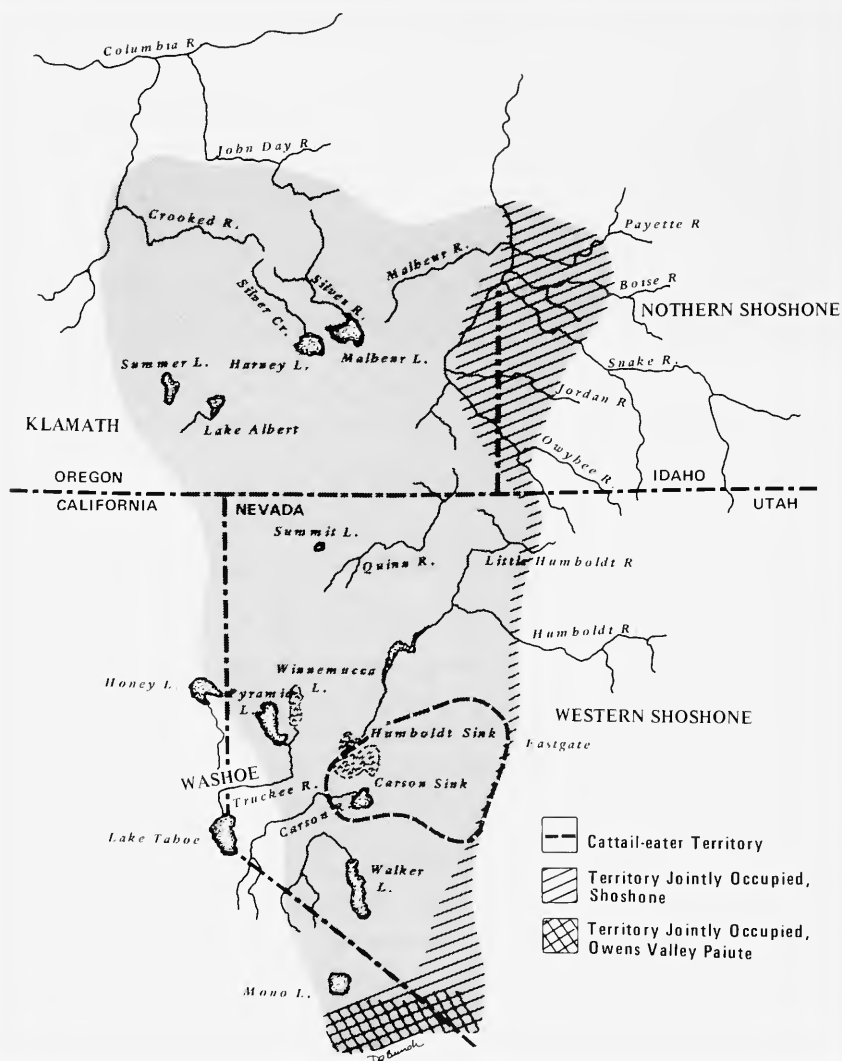 Columbia R
John Day R
Crooked R.
Payette R
Malheur R.
Silves R.
Boise R
Silver Cr.
NOTHERN SHOSHONE
Summer L.
Harney L.
Malheur L.
Snake R.
Jordan R
KLAMATH
Lake Albert
Owyhee R.
OREGON
IDAHO
CALIFORNIA
NEVADA
UTAH
Summit L.
Quinn R.
Little Humboldt R
Humboldt R
Winnemucca
L.
Honey L.
Pyramid
L.
WESTERN SHOSHONE
Humboldt Sink
Eastgate
WASHOE
Carson Sink
Truckee R.
Carson
Lake Tahoe
Cattail-eater Territory
Walker
L.
Territory Jointly Occupied,
Shoshone
Territory Jointly Occupied,
Owens Valley Paiute
Mono L.